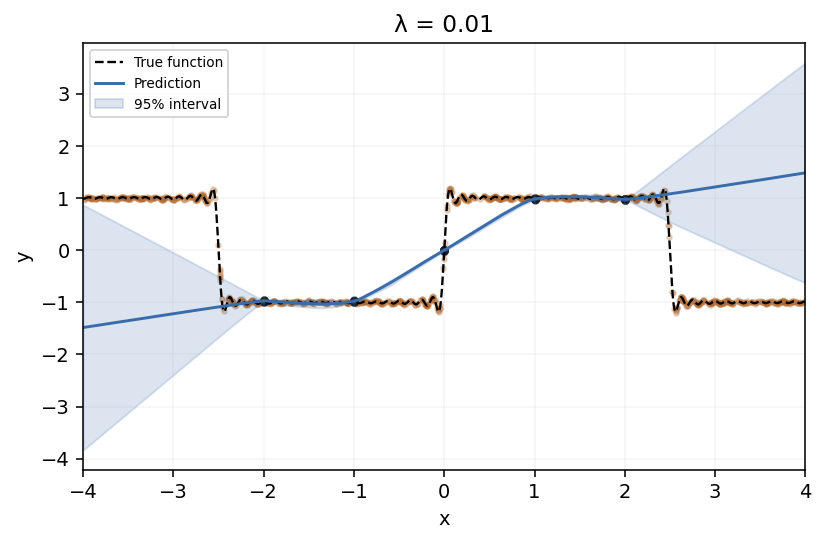 λ = 0.01
True function
Prediction
95% interval
y
3
2
1
0
−1
−2
−3
−4
−4 −3 −2 −1 0 1 2 3 4
x